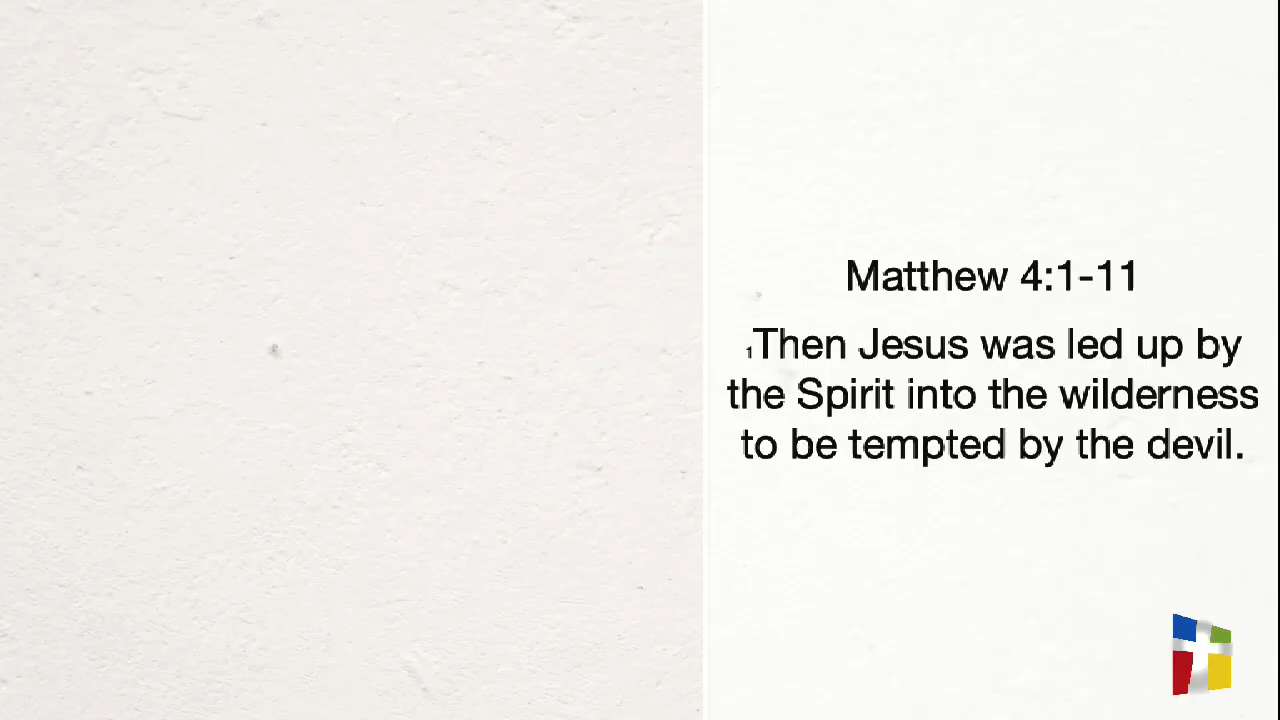 Matthew 4:1-11
1Then Jesus was led up by
the Spirit into the wilderness
to be tempted by the devil.